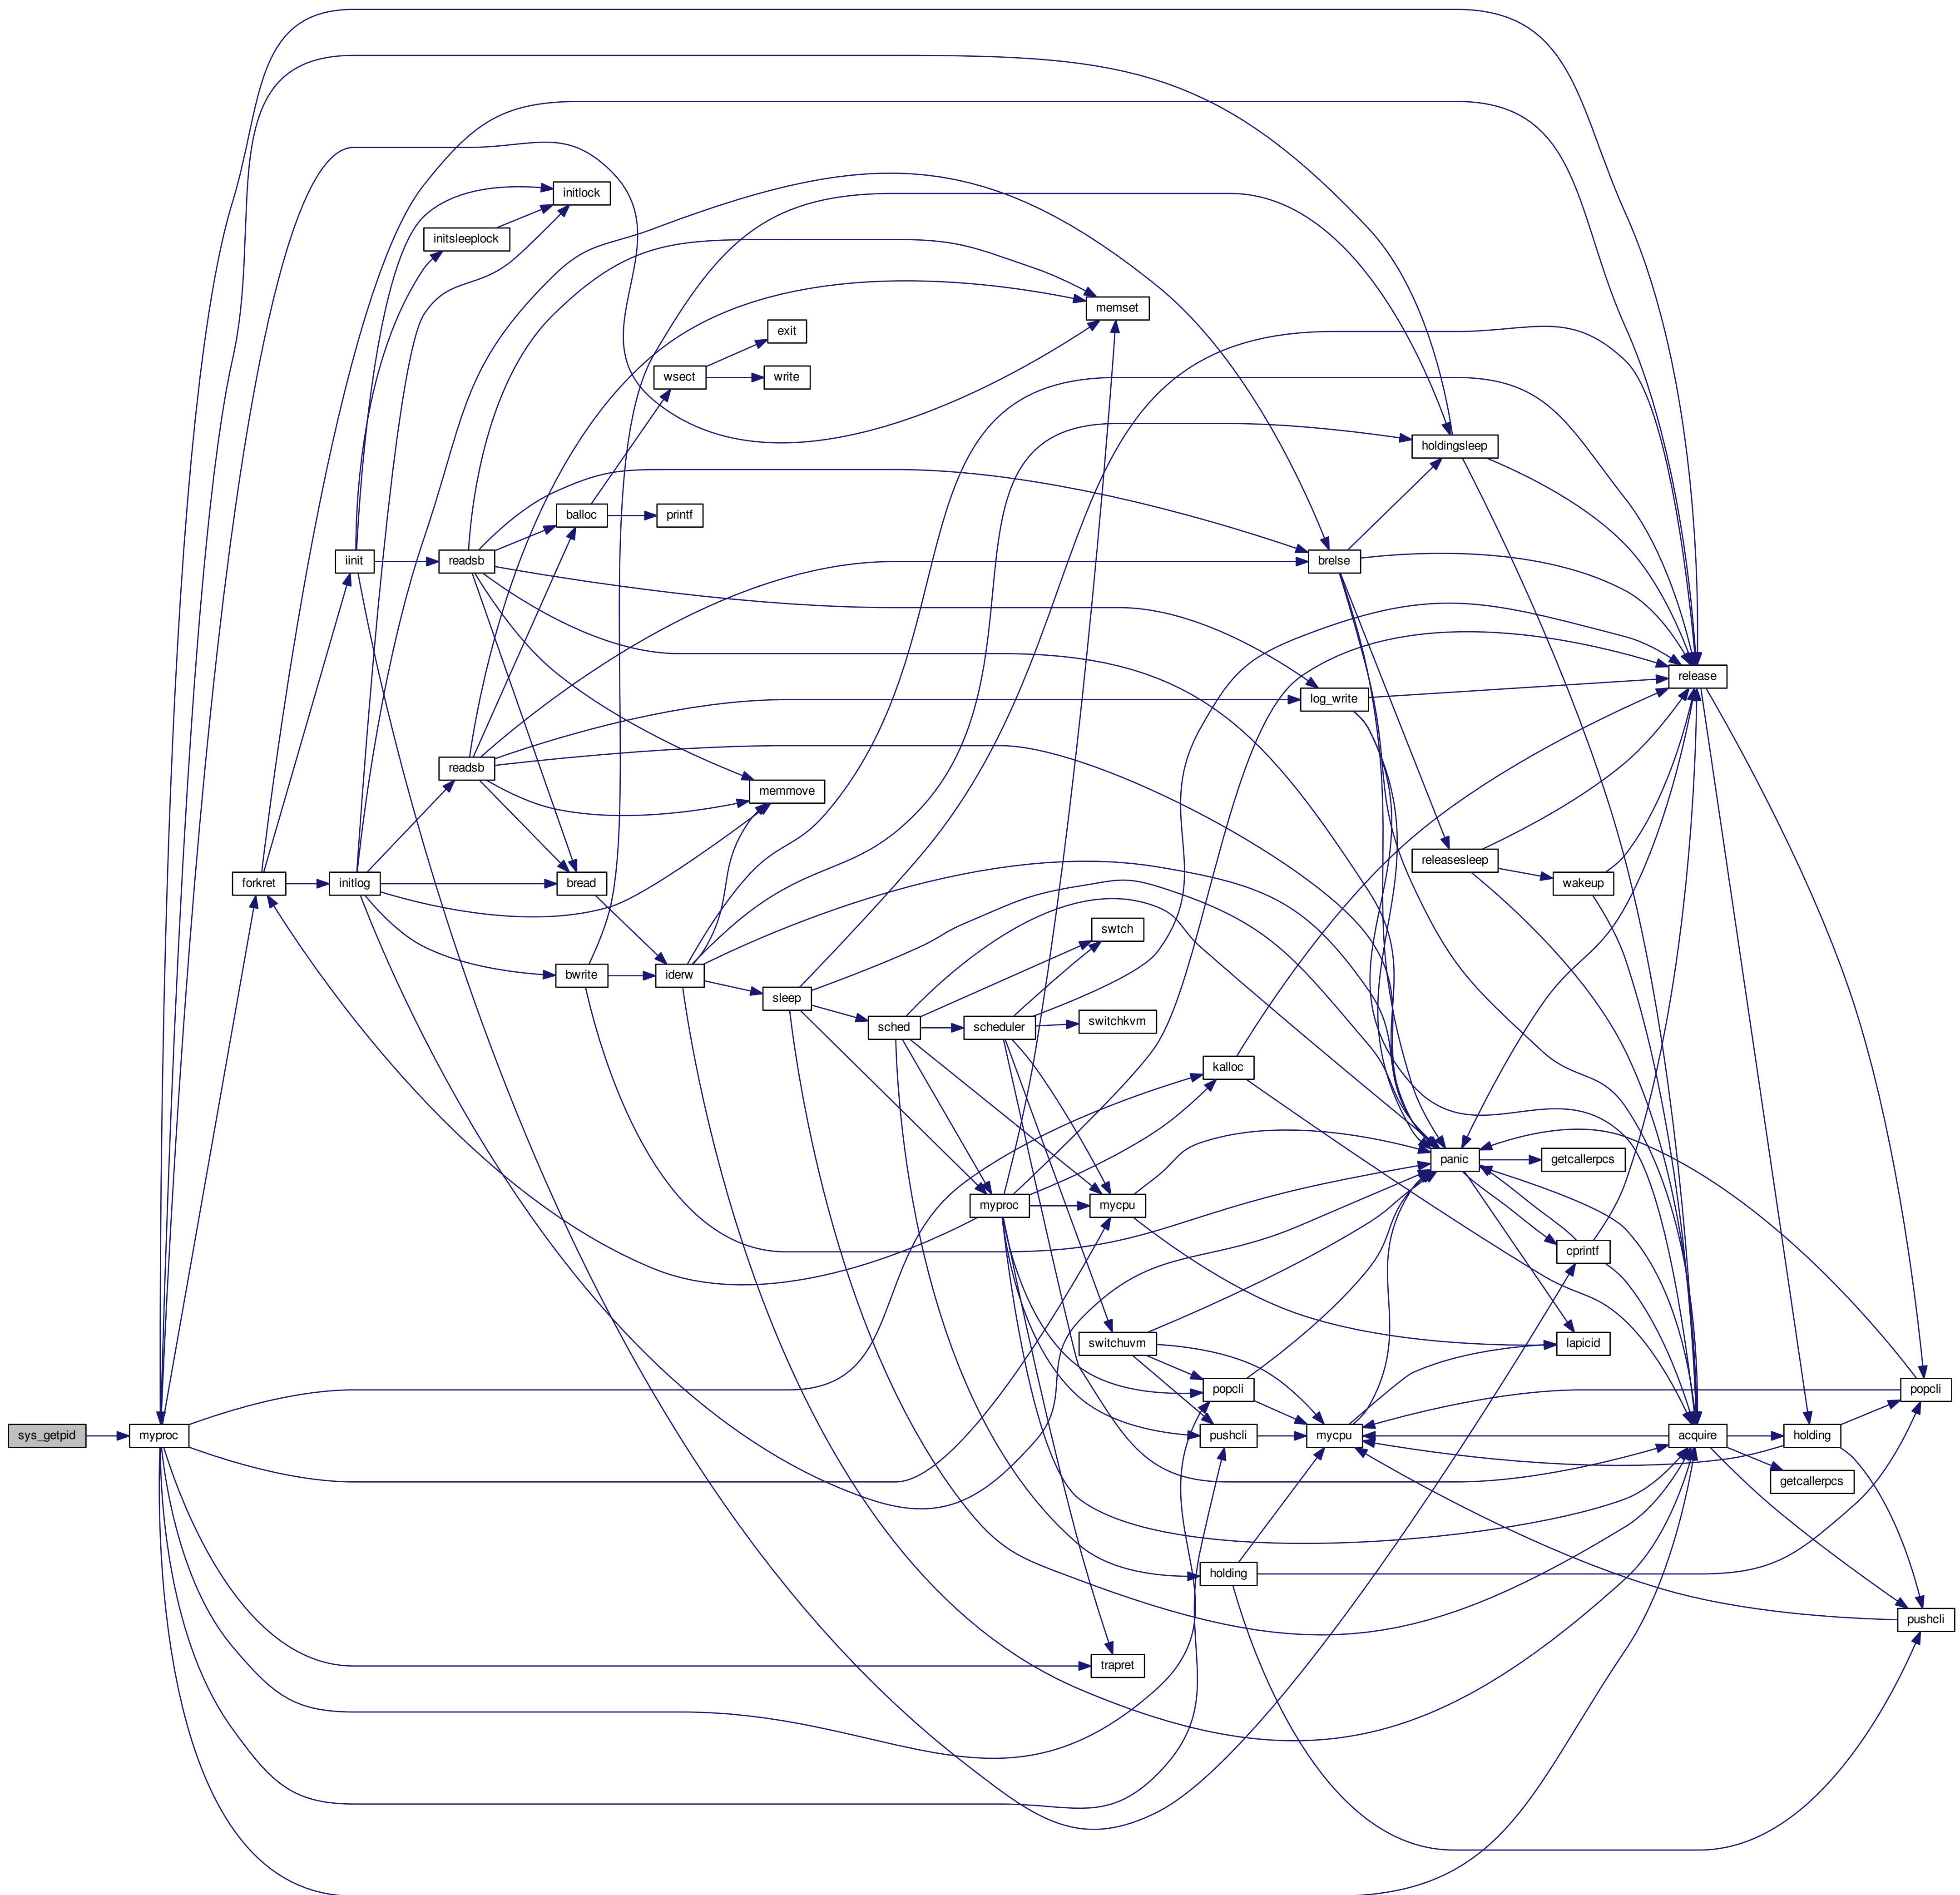 initlock
initsleeplock
memset
exit
wsect
write
holdingsleep
balloc
printf
iinit
readsb
brelse
release
log_write
readsb
memmove
releasesleep
forkret
initlog
bread
wakeup
swtch
bwrite
iderw
sleep
sched
scheduler
switchkvm
kalloc
panic
getcallerpcs
myproc
mycpu
cprintf
switchuvm
lapicid
popcli
popcli
sys_getpid
myproc
pushcli
mycpu
acquire
holding
getcallerpcs
holding
pushcli
trapret